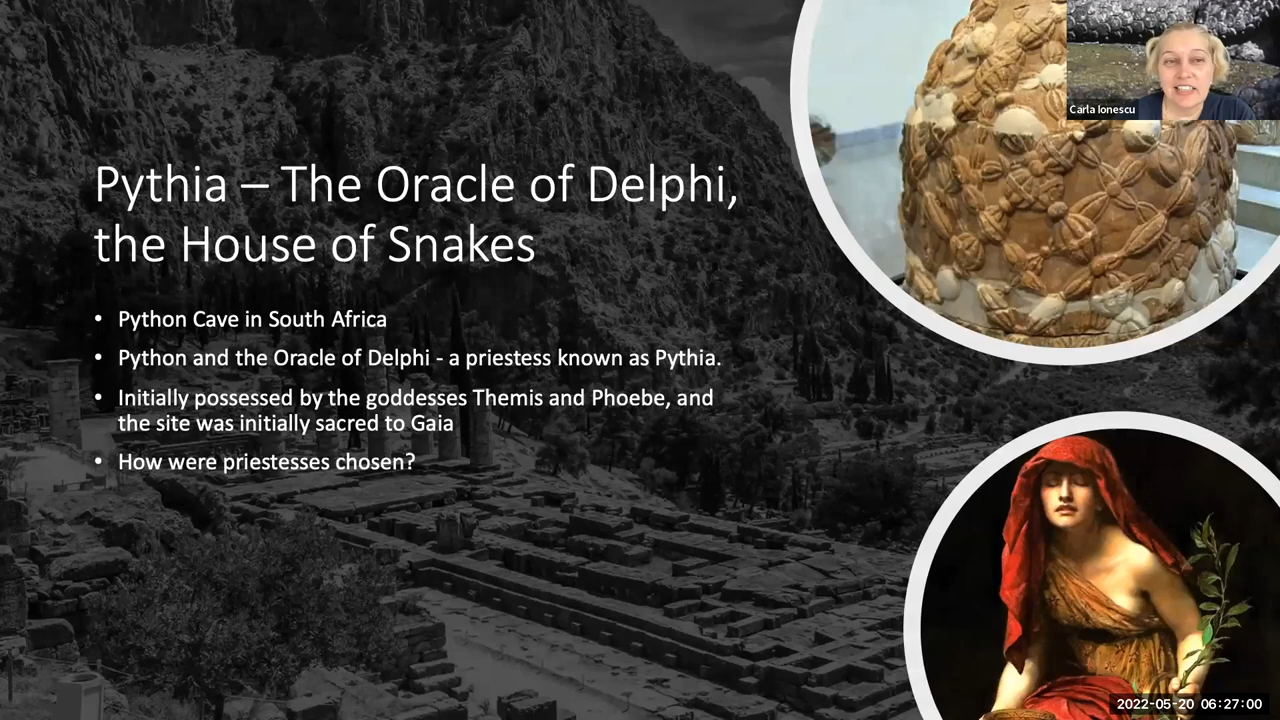 Carla Ionescu
Pythia – The Oracle of Delphi,
the House of Snakes
• Python Cave in South Africa
• Python and the Oracle of Delphi - a priestess known as Pythia.
• Initially possessed by the goddesses Themis and Phoebe, and
the site was initially sacred to Gaia
• How were priestesses chosen?
2022-05-20 06:27:00